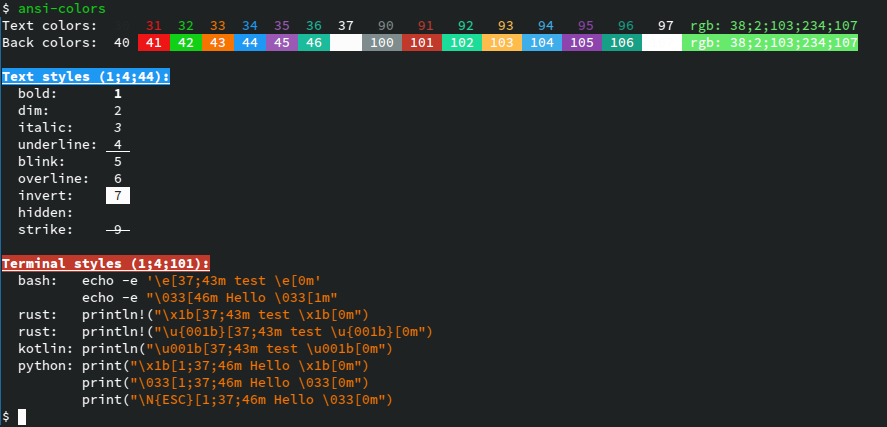 $ ansi-colors
Text colors: 31 32 33 34 35 36 37 90 91 92 93 94 95 96 97 rgb: 38;2;103;234;107
Back colors: 40 41 42 43 44 45 46 100 101 102 103 104 105 106 rgb: 38;2;103;234;107
Text styles (1;4;44):
bold: 1
dim: 2
italic: 3
underline: 4
blink: 5
overline: 6
invert: 7
hidden:
strike: 9
Terminal styles (1;4;101):
bash: echo -e '\e[37;43m test \e[0m'
echo -e "\033[46m Hello \033[1m"
rust: println!("\x1b[37;43m test \x1b[0m")
rust: println!("\u{001b}[37;43m test \u{001b}[0m")
kotlin: println("\u001b[37;43m test \u001b[0m")
python: print("\x1b[1;37;46m Hello \x1b[0m")
print("\033[1;37;46m Hello \033[0m")
print("\N{ESC}[1;37;46m Hello \033[0m")
$